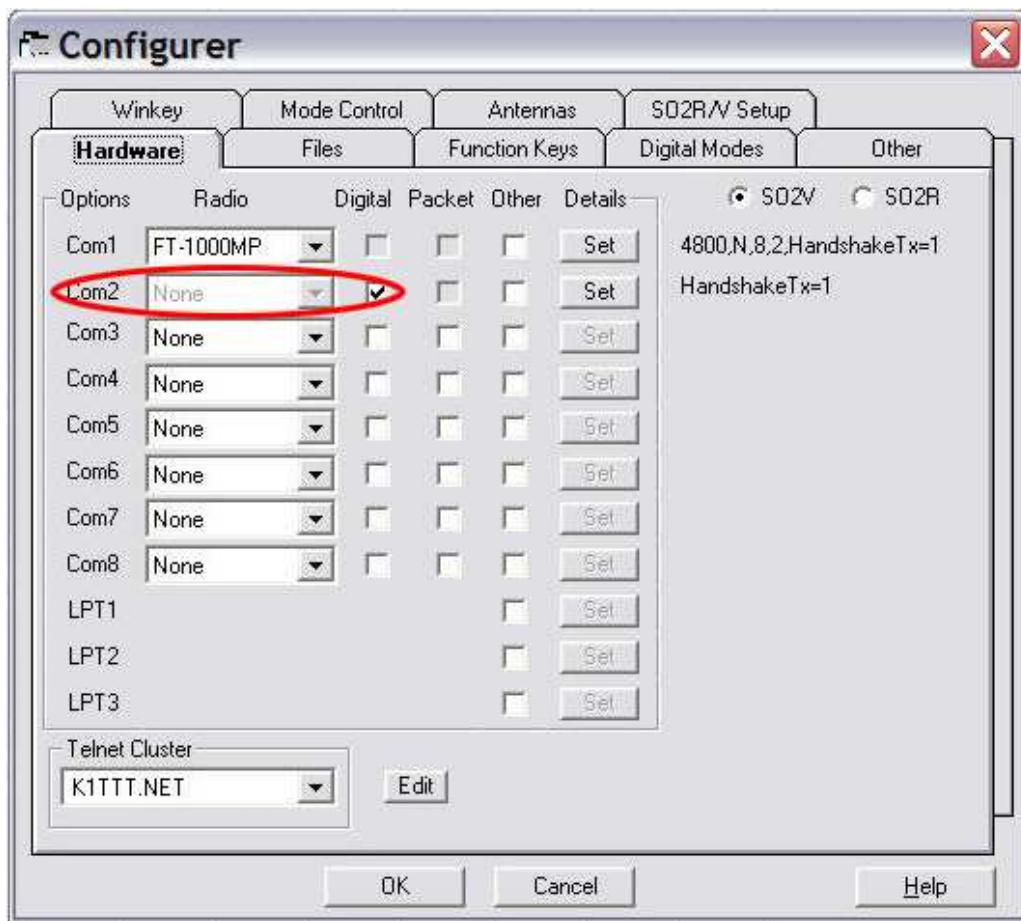 Configurer
Winkey Mode Control Antennas SO2R/V Setup
Hardware Files Function Keys Digital Modes Other
Options Radio Digital Packet Other Details SO2V SO2R
Com1 FT-1000MP Set 4800,N,8,2,HandshakeTx=1
Com2 None Set HandshakeTx=1
Com3 None Set
Com4 None Set
Com5 None Set
Com6 None Set
Com7 None Set
Com8 None Set
LPT1 Set
LPT2 Set
LPT3 Set
Telnet Cluster
K1TTT.NET Edit
OK Cancel Help